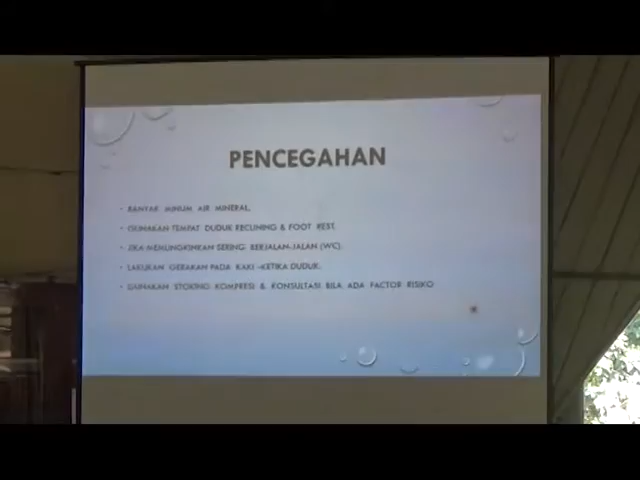 PENCEGAHAN
• BANYAK MINUM AIR MINERAL.
• GUNAKAN TEMPAT DUDUK RECLINING & FOOT REST.
• JIKA MEMUNGKINKAN SERING BERJALAN-JALAN (WC).
• LAKUKAN GERAKAN PADA KAKI –KETIKA DUDUK.
• GUNAKAN STOKING KOMPRESI & KONSULTASI BILA ADA FACTOR RISIKO